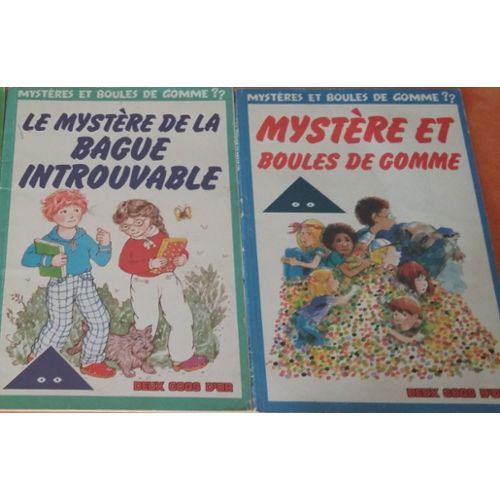 MYSTÈRES ET BOULES DE GOMME ??
LE MYSTÈRE DE LA
BAGUE
INTROUVABLE
DEUX COQS D'OR
MYSTÈRES ET BOULES DE GOMME ??
MYSTÈRE ET
BOULES DE GOMME
DEUX COQS D'OR